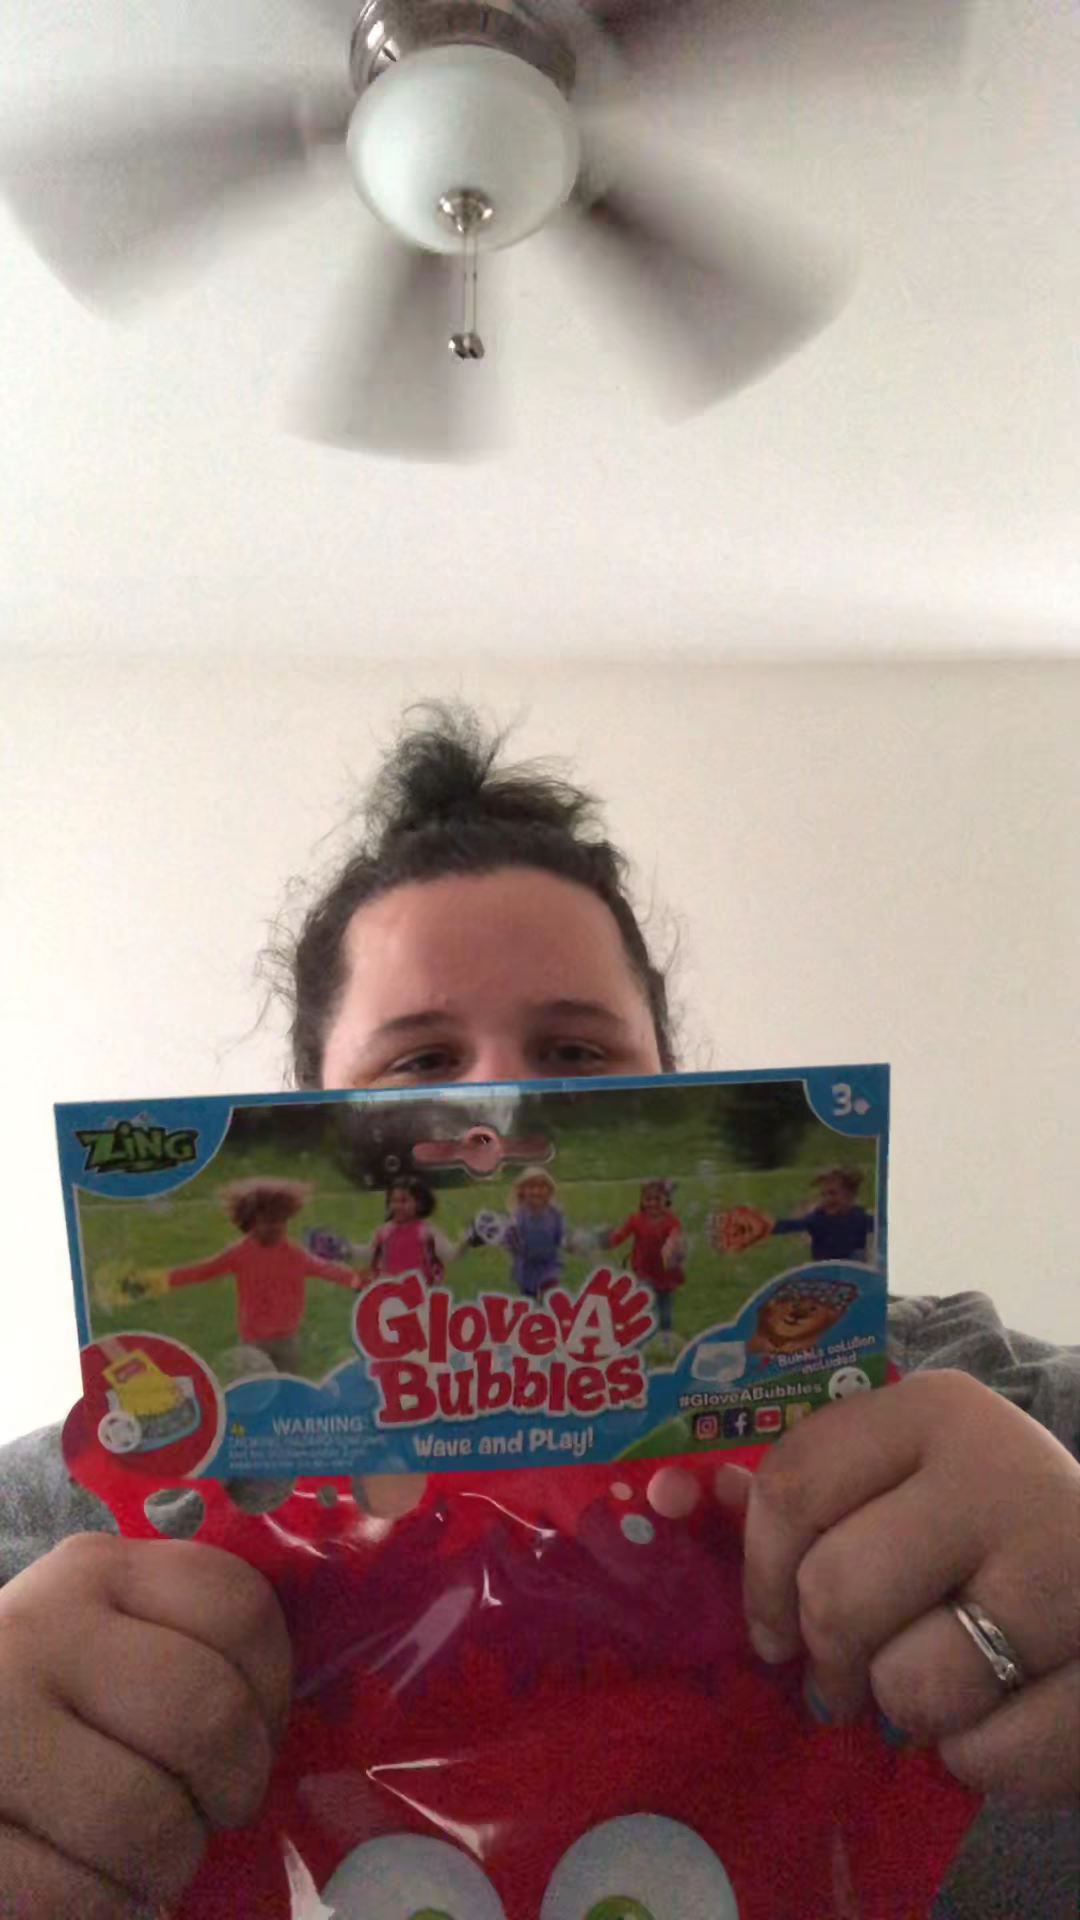 ZiNG
3+
Glove A
Bubbles
Wave and PLay!
WARNING:
Bubble solution
included
#GloveABubbles